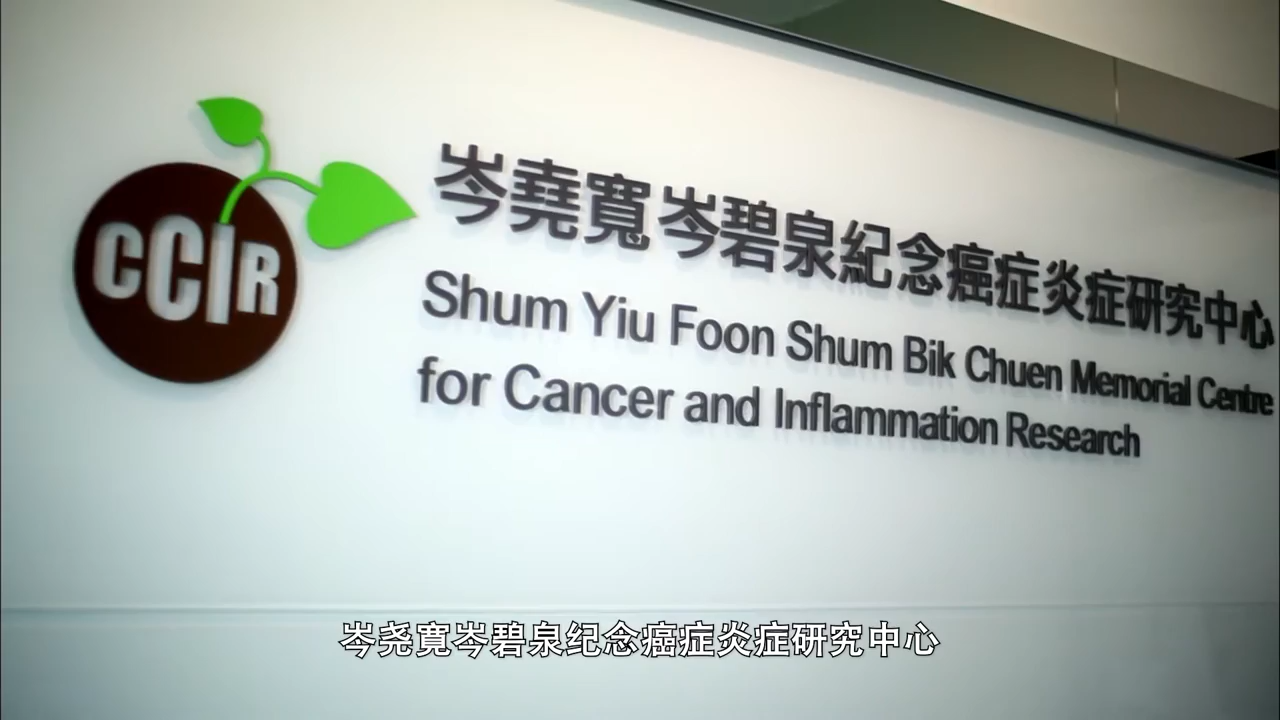 CCIR
岑堯寬岑碧泉紀念癌症炎症研究中心
Shum Yiu Foon Shum Bik Chuen Memorial Centre
for Cancer and Inflammation Research
岑尧寛岑碧泉纪念癌症炎症研究中心